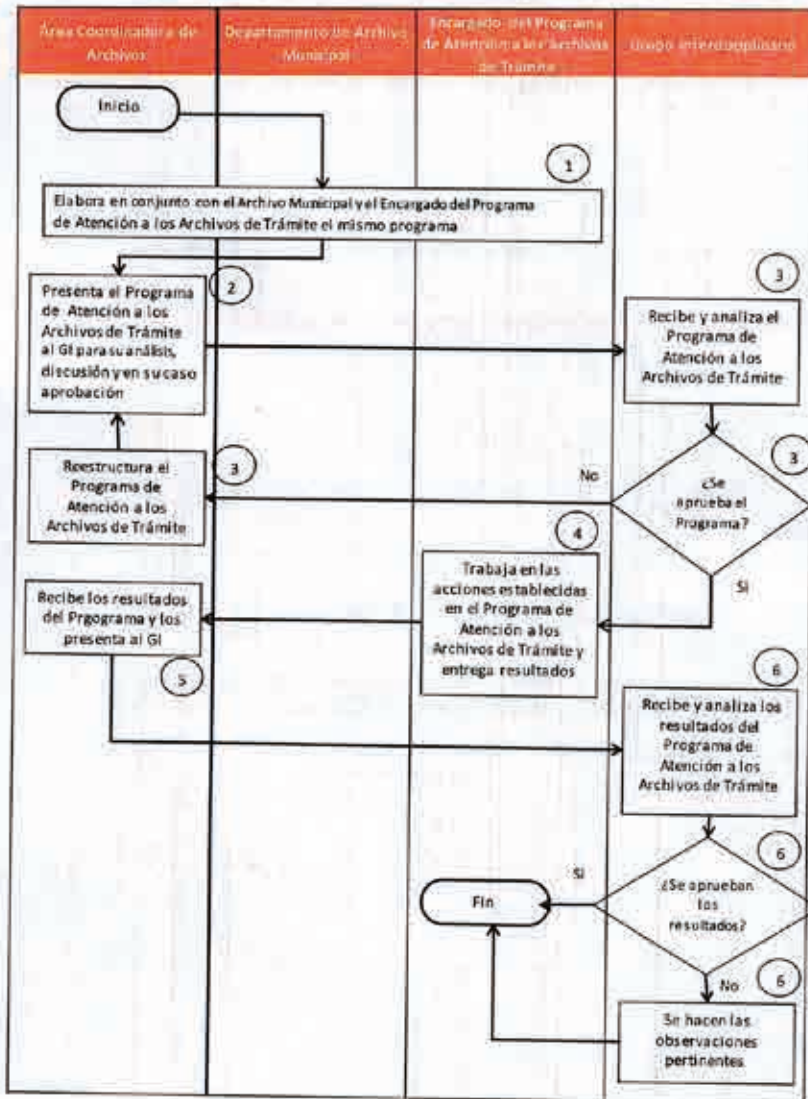 Área Coordinadora de
Archivos
Departamento de Archivo
Municipal
Encargado del Programa
de Atención a los Archivos
de Trámite
Grupo Interdisciplinario
Inicio
1
Elabora en conjunto con el Archivo Municipal y el Encargado del Programa
de Atención a los Archivos de Trámite el mismo programa
2
Presenta el Programa
de Atención a los
Archivos de Trámite
al GI para su análisis,
discusión y en su caso
aprobación
3
Recibe y analiza el
Programa de
Atención a los
Archivos de Trámite
3
¿Se
aprueba el
Programa?
No
Si
3
Reestructura el
Programa de
Atención a los
Archivos de Trámite
4
Trabaja en las
acciones establecidas
en el Programa de
Atención a los
Archivos de Trámite y
entrega resultados
Recibe los resultados
del Prgograma y los
presenta al GI
5
6
Recibe y analiza los
resultados del
Programa de
Atención a los
Archivos de Trámite
6
¿Se aprueban
los
resultados?
Si
No
Fin
6
Se hacen las
observaciones
pertinentes